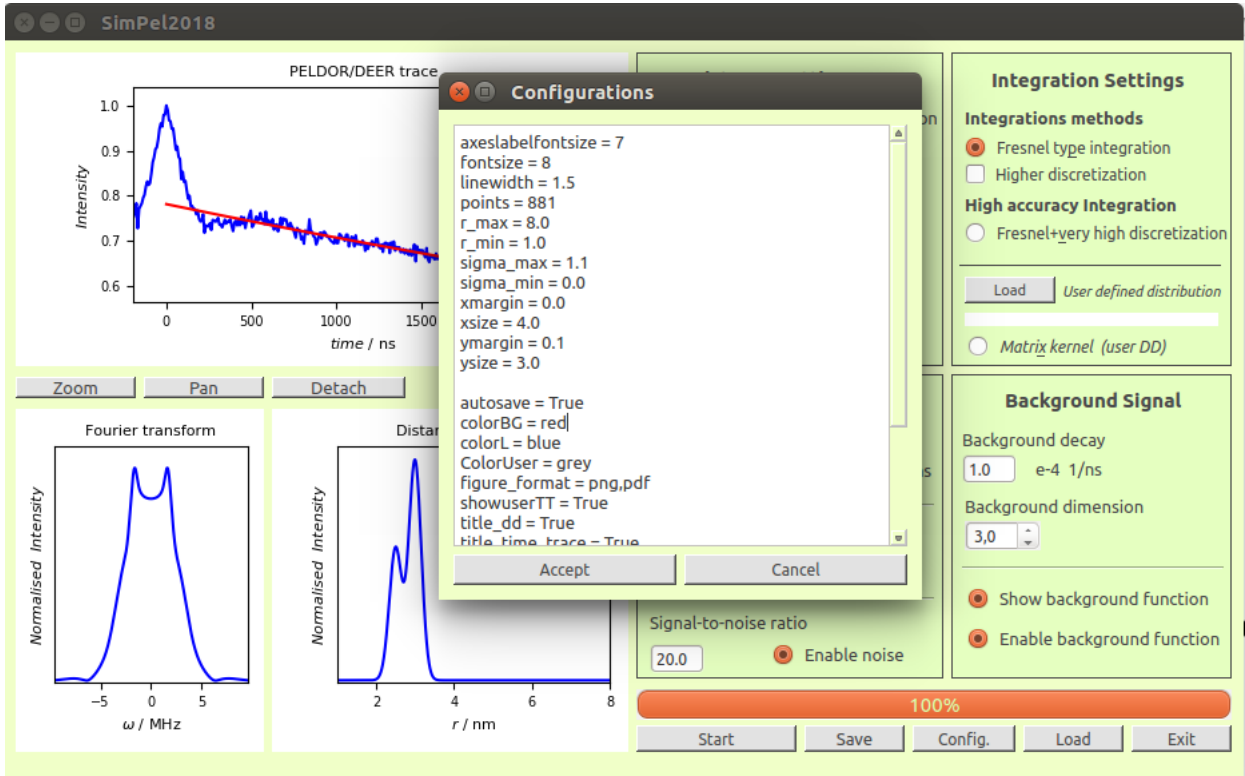 SimPel2018
PELDOR/DEER trace
1.0
0.9
0.8
0.7
0.6
Intensity
0
500
1000
1500
time / ns
Zoom
Pan
Detach
Fourier transform
Normalised Intensity
−5
0
5
ω / MHz
Normalised Intensity
2
4
6
8
r / nm
Configurations
axeslabelfontsize = 7
fontsize = 8
linewidth = 1.5
points = 881
r_max = 8.0
r_min = 1.0
sigma_max = 1.1
sigma_min = 0.0
xmargin = 0.0
xsize = 4.0
ymargin = 0.1
ysize = 3.0
autosave = True
colorBG = red
colorL = blue
ColorUser = grey
figure_format = png,pdf
showuserTT = True
title_dd = True
title_time_trace = True
Accept
Cancel
Signal-to-noise ratio
20.0
Enable noise
Integration Settings
Integrations methods
Fresnel type integration
Higher discretization
High accuracy Integration
Fresnel+very high discretization
Load
User defined distribution
Matrix kernel (user DD)
Background Signal
Background decay
1.0
e-4 1/ns
Background dimension
3,0
Show background function
Enable background function
100%
Start
Save
Config.
Load
Exit